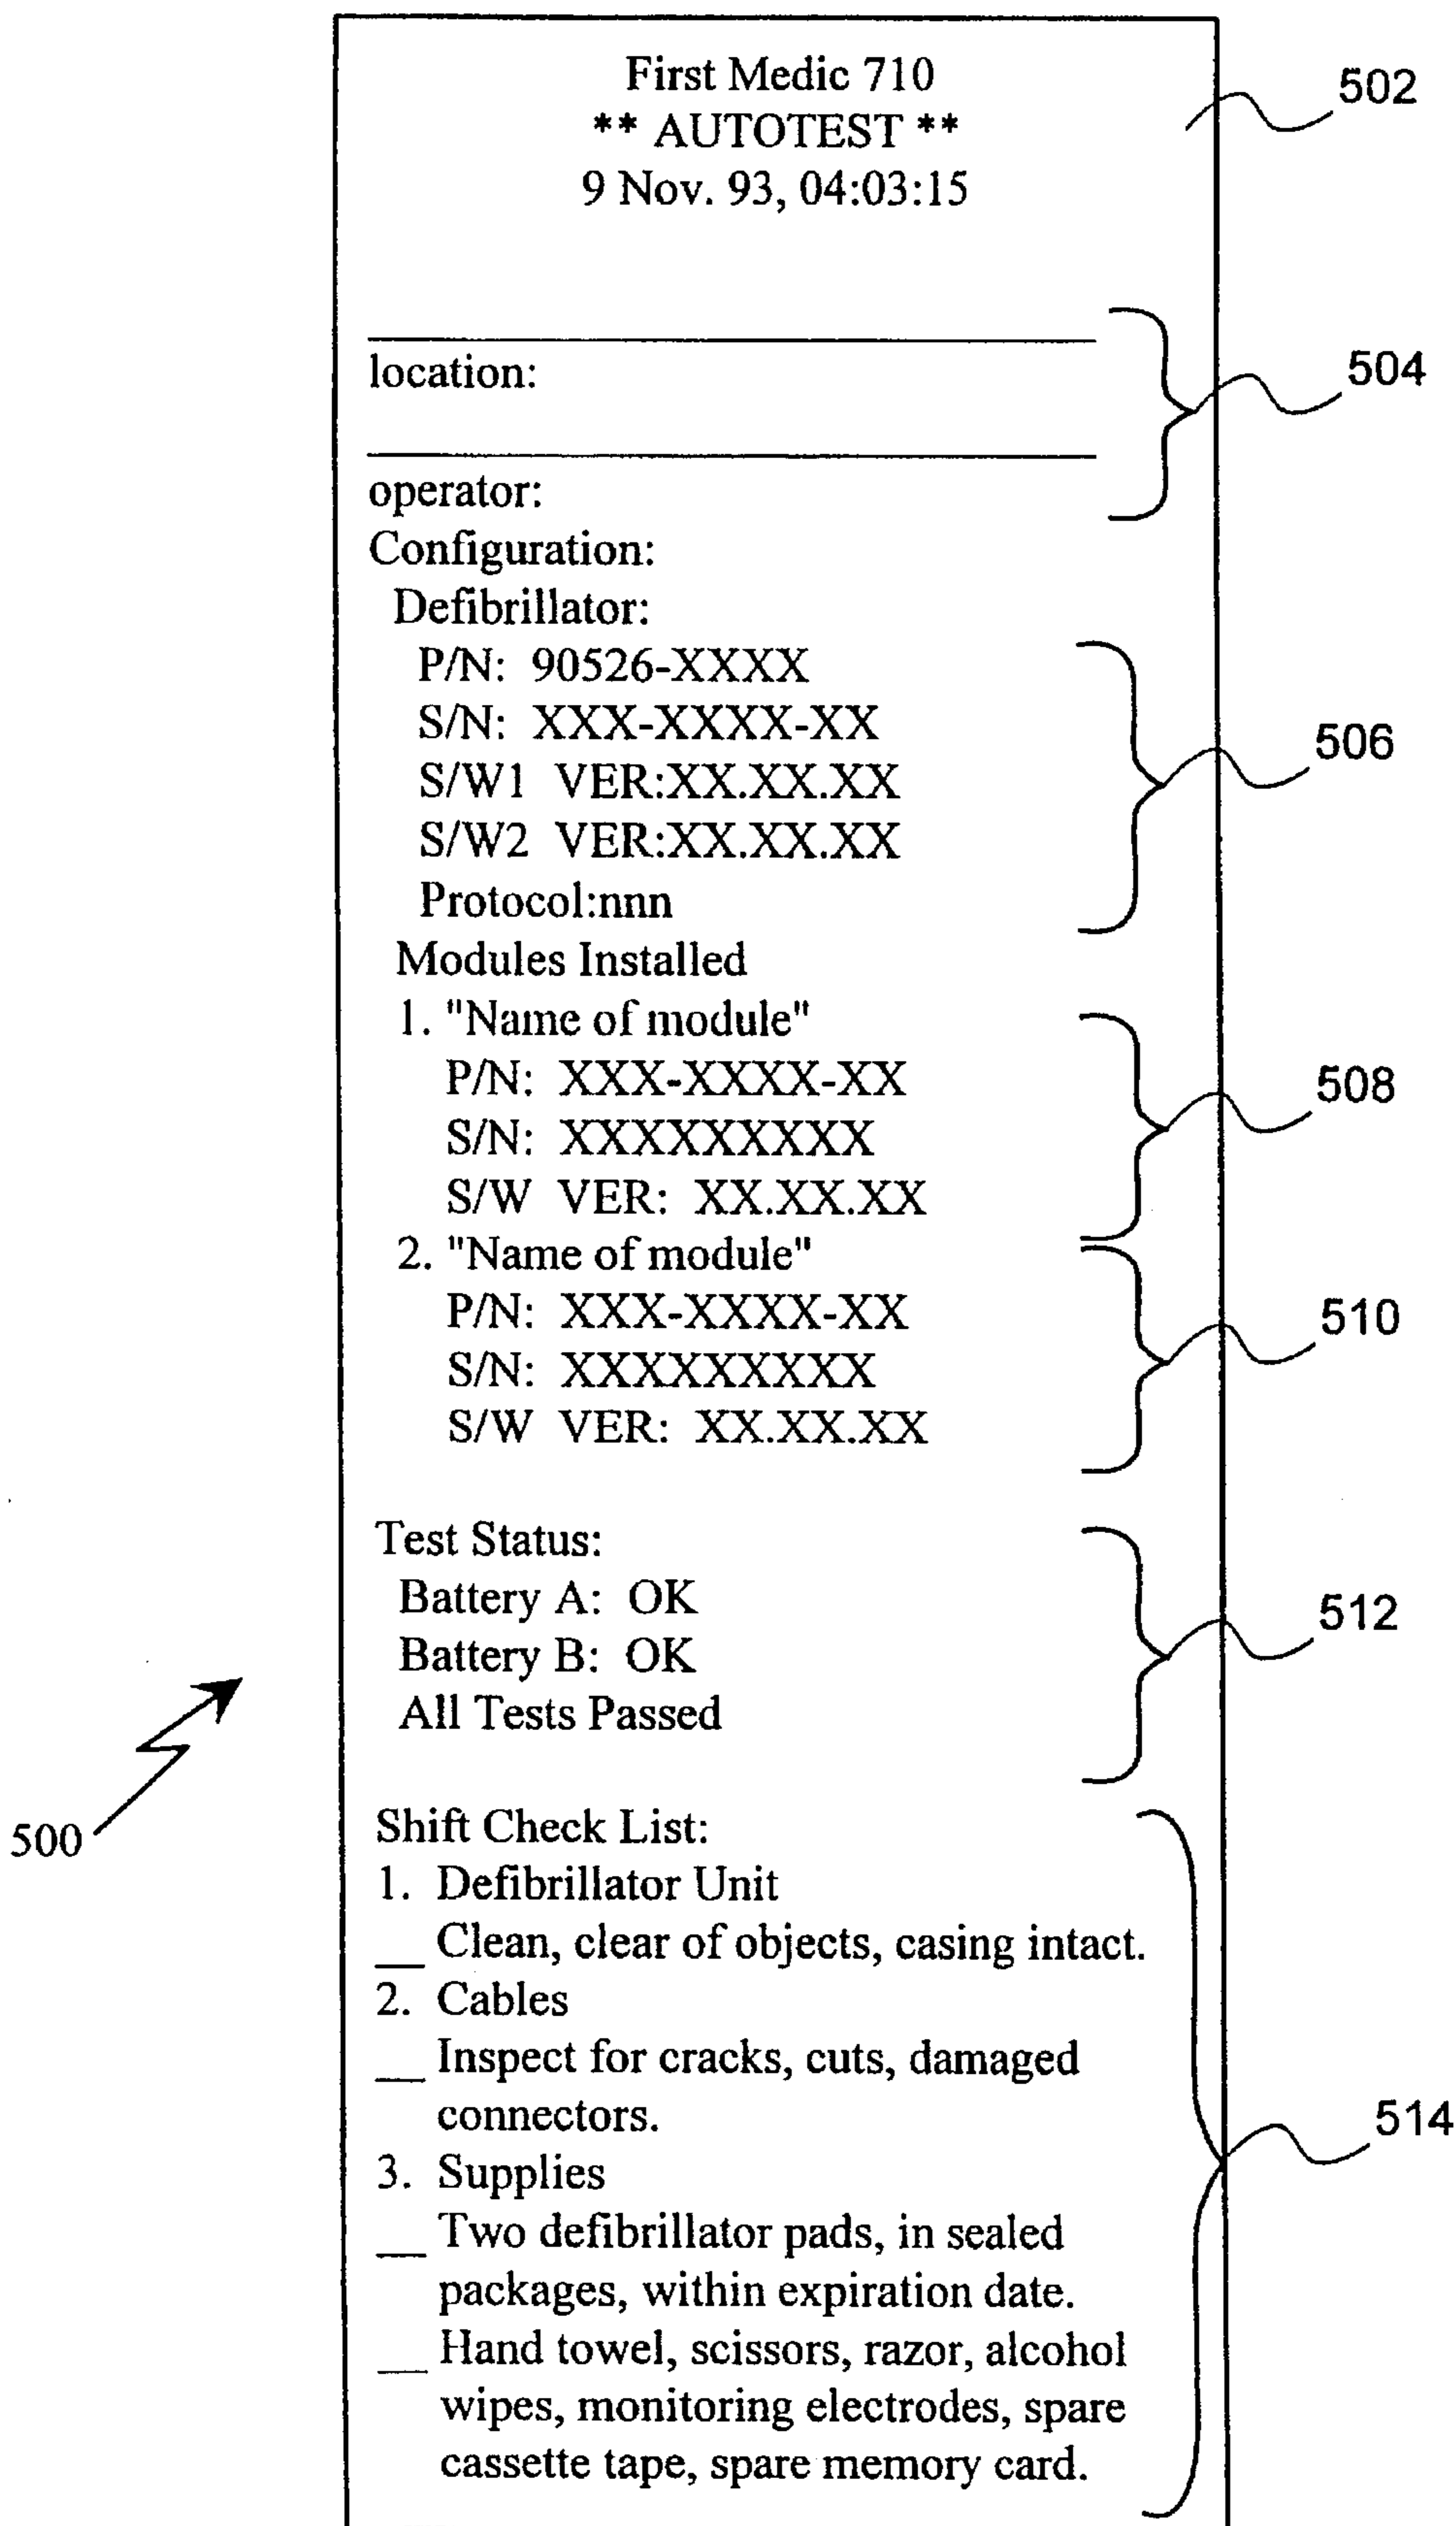 First Medic 710
** AUTOTEST **
9 Nov. 93, 04:03:15
502
location:
504
operator:
Configuration:
Defibrillator:
P/N: 90526-XXXX
S/N: XXX-XXXX-XX
S/W1 VER:XX.XX.XX
506
S/W2 VER:XX.XX.XX
Protocol:nnn
Modules Installed
1. "Name of module"
P/N: XXX-XXXX-XX
508
S/N: XXXXXXXXX
S/W VER: XX.XX.XX
2. "Name of module"
P/N: XXX-XXXX-XX
510
S/N: XXXXXXXXX
S/W VER: XX.XX.XX
Test Status:
Battery A: OK
512
Battery B: OK
All Tests Passed
500
Shift Check List:
1. Defibrillator Unit
__ Clean, clear of objects, casing intact.
2. Cables
__ Inspect for cracks, cuts, damaged
connectors.
514
3. Supplies
__ Two defibrillator pads, in sealed
packages, within expiration date.
__ Hand towel, scissors, razor, alcohol
wipes, monitoring electrodes, spare
cassette tape, spare memory card.